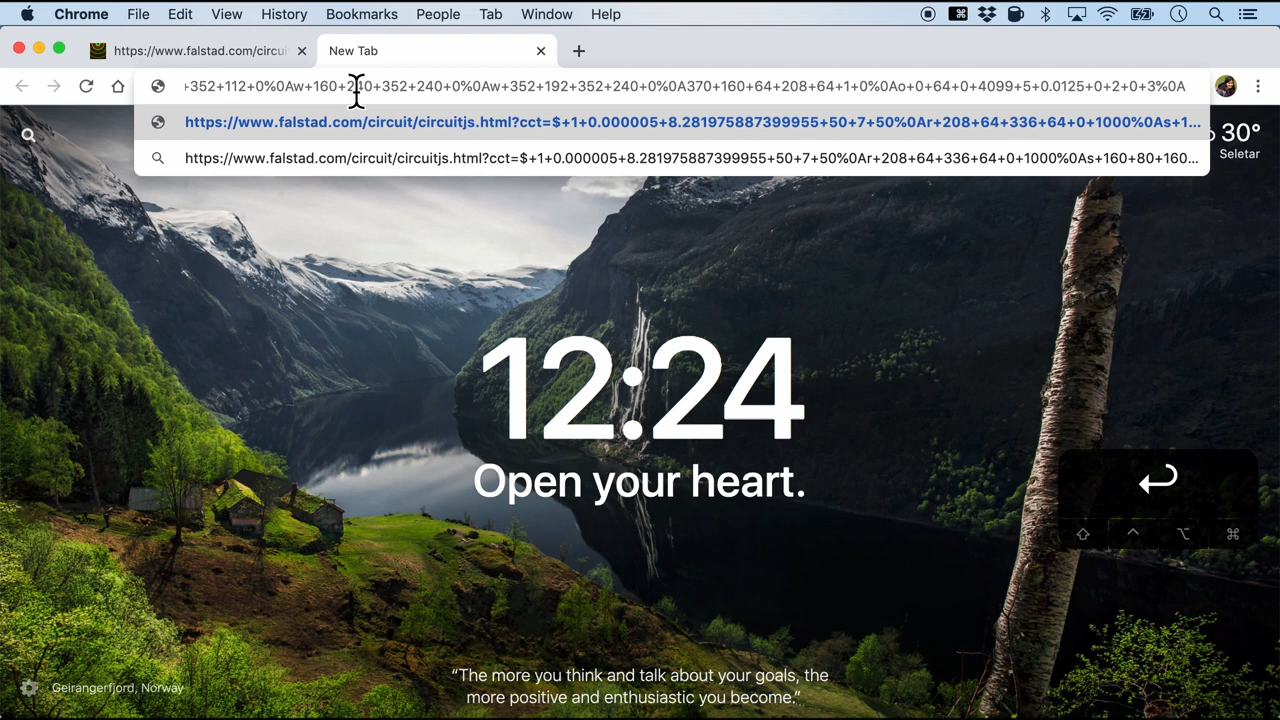 Chrome File Edit View History Bookmarks People Tab Window Help
https://www.falstad.com/circui
New Tab
+352+112+0%0Aw+160+240+352+240+0%0Aw+352+192+352+240+0%0A370+160+64+208+64+1+0%0Ao+0+64+0+4099+5+0.0125+0+2+0+3%0A
https://www.falstad.com/circuit/circuitjs.html?cct=$+1+0.000005+8.281975887399955+50+7+50%0Ar+208+64+336+64+0+1000%0As+1...
https://www.falstad.com/circuit/circuitjs.html?cct=$+1+0.000005+8.281975887399955+50+7+50%0Ar+208+64+336+64+0+1000%0As+160+80+160...
30°
Seletar
12:24
Open your heart.
“The more you think and talk about your goals, the
more positive and enthusiastic you become.”
Geirangerfjord, Norway